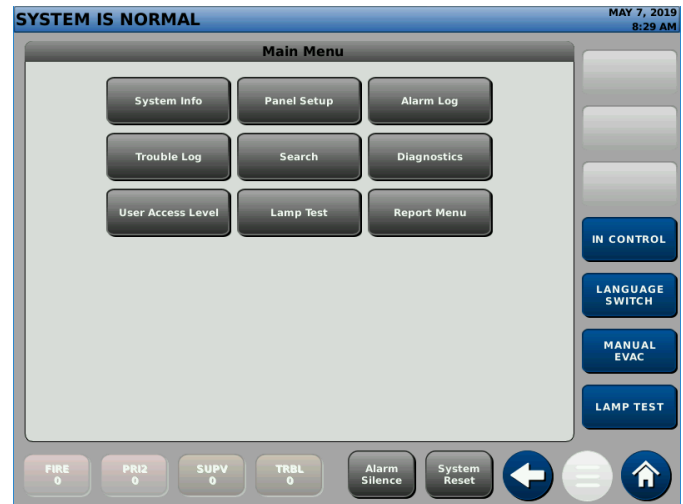 SYSTEM IS NORMAL
MAY 7, 2019
8:29 AM
Main Menu
System Info
Panel Setup
Alarm Log
Trouble Log
Search
Diagnostics
User Access Level
Lamp Test
Report Menu
IN CONTROL
LANGUAGE
SWITCH
MANUAL
EVAC
LAMP TEST
FIRE
0
PRI2
0
SUPV
0
TRBL
0
Alarm
Silence
System
Reset